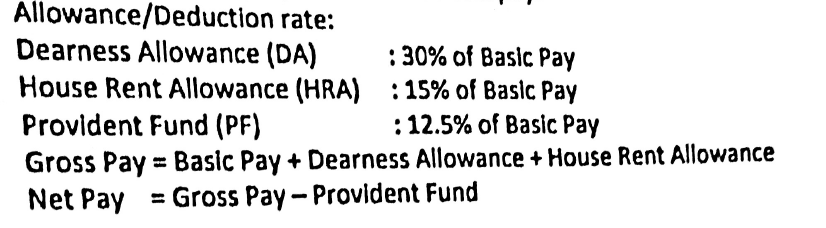 Allowance/Deduction rate:
Dearness Allowance (DA) : 30% of Basic Pay
House Rent Allowance (HRA) : 15% of Basic Pay
Provident Fund (PF) : 12.5% of Basic Pay
Gross Pay = Basic Pay + Dearness Allowance + House Rent Allowance
Net Pay = Gross Pay – Provident Fund